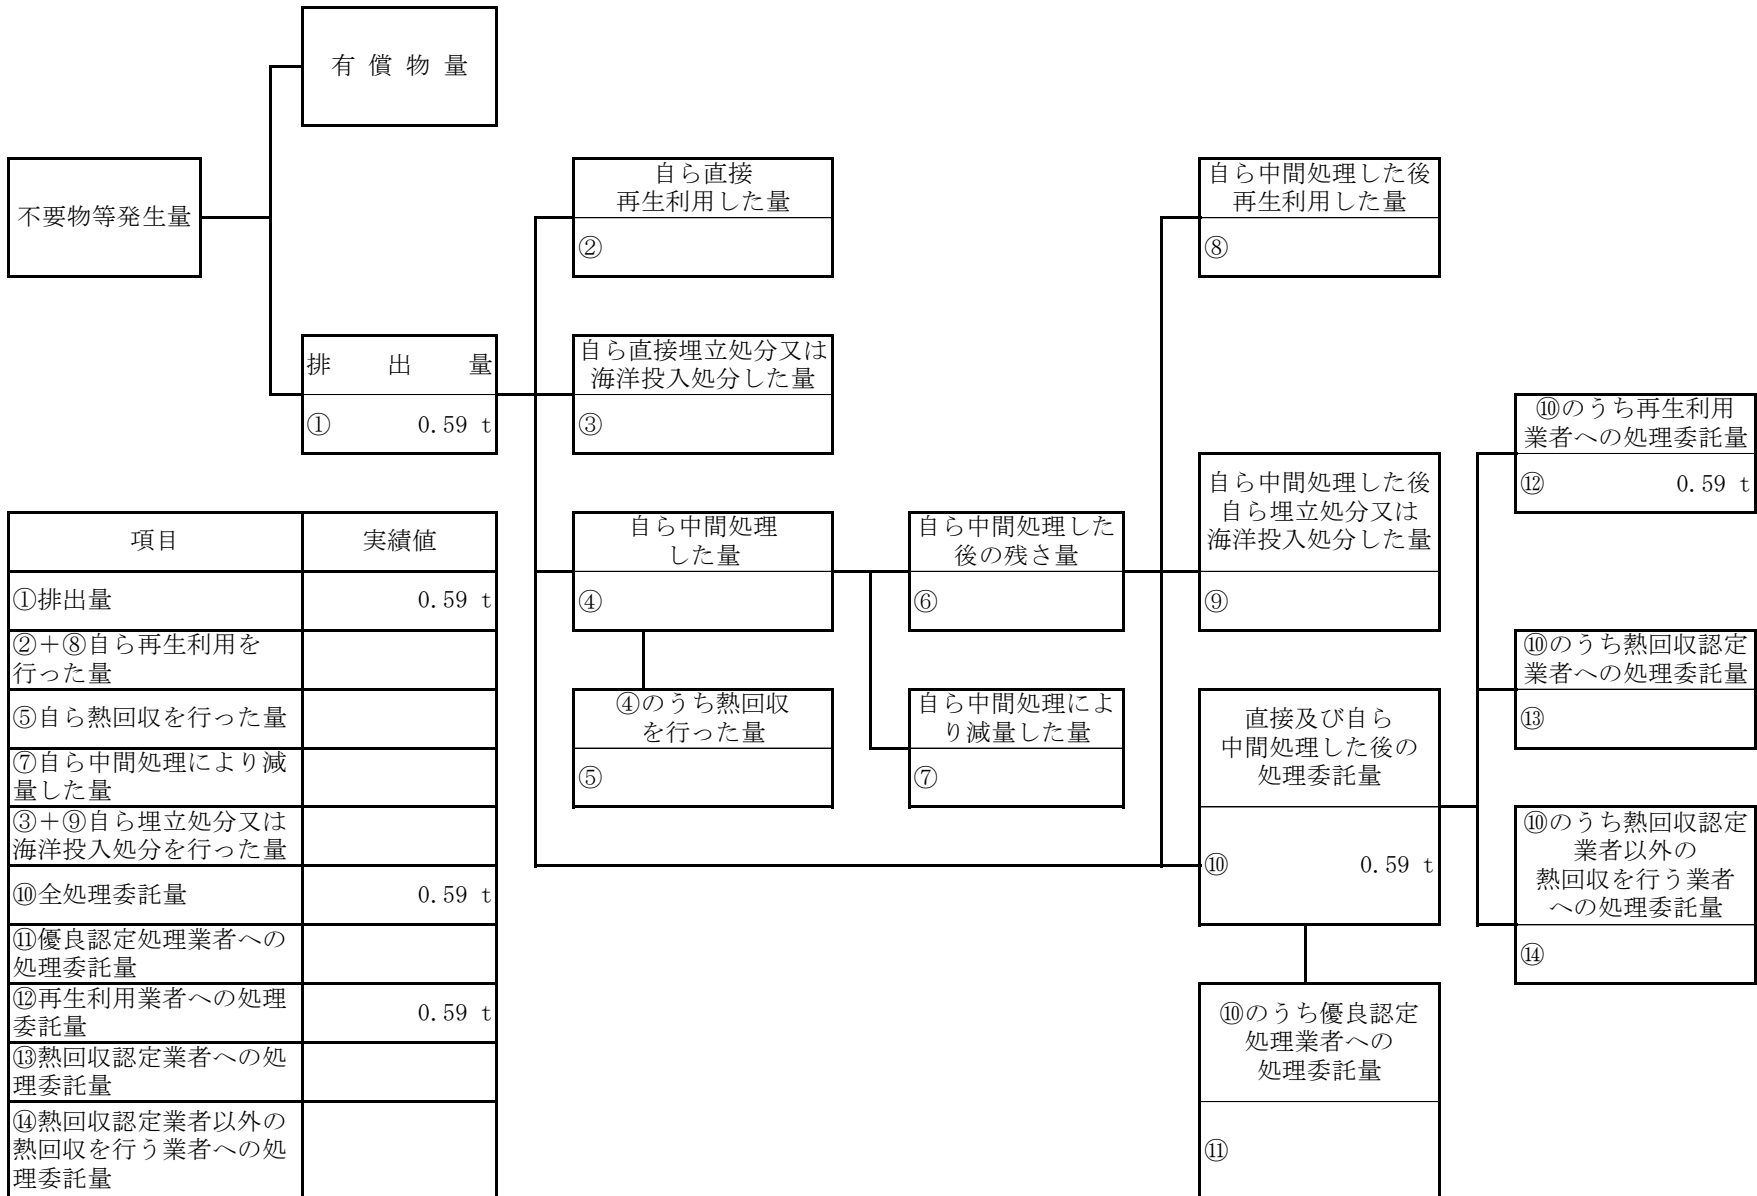 有償物量
不要物等発生量
自ら直接
再生利用した量
②
自ら中間処理した後
再生利用した量
⑧
排出量
① 0.59 t
自ら直接埋立処分又は
海洋投入処分した量
③
⑩のうち再生利用
業者への処理委託量
⑫ 0.59 t
自ら中間処理
した量
④
自ら中間処理した
後の残さ量
⑥
自ら中間処理した後
自ら埋立処分又は
海洋投入処分した量
⑨
④のうち熱回収
を行った量
⑤
自ら中間処理によ
り減量した量
⑦
直接及び自ら
中間処理した後の
処理委託量
⑩ 0.59 t
⑩のうち熱回収認定
業者への処理委託量
⑬
⑩のうち熱回収認定
業者以外の
熱回収を行う業者
への処理委託量
⑭
⑩のうち優良認定
処理業者への
処理委託量
⑪
項目 実績値
①排出量 0.59 t
②＋⑧自ら再生利用を
行った量
⑤自ら熱回収を行った量
⑦自ら中間処理により減
量した量
③＋⑨自ら埋立処分又は
海洋投入処分を行った量
⑩全処理委託量 0.59 t
⑪優良認定処理業者への
処理委託量
⑫再生利用業者への処理
委託量 0.59 t
⑬熱回収認定業者への処
理委託量
⑭熱回収認定業者以外の
熱回収を行う業者への処
理委託量